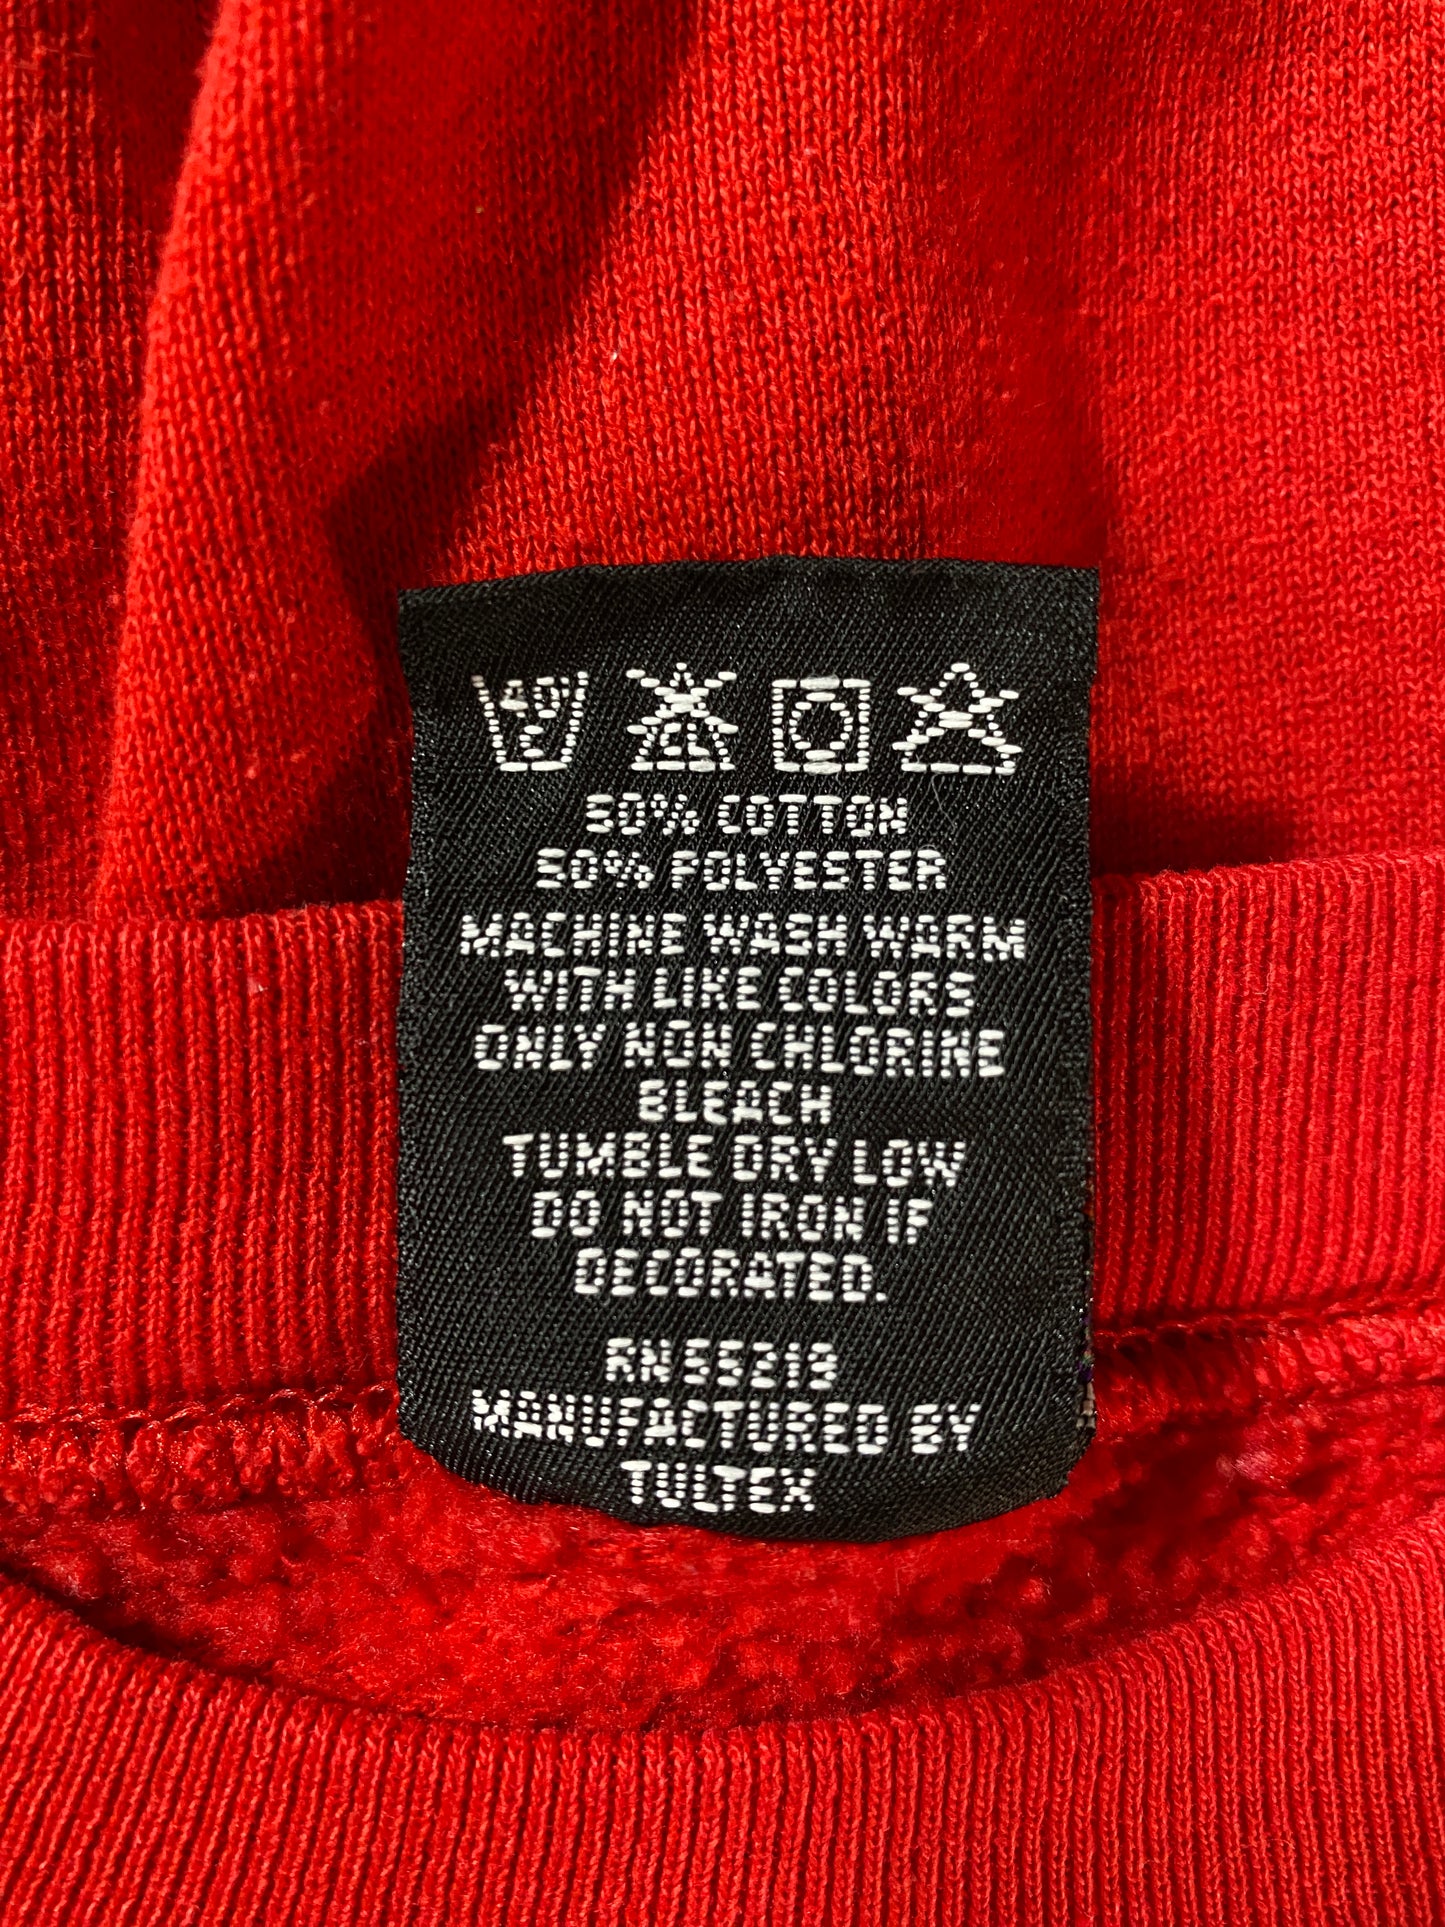 50% COTTON
50% POLYESTER
MACHINE WASH WARM
WITH LIKE COLORS
ONLY NON CHLORINE
BLEACH
TUMBLE DRY LOW
DO NOT IRON IF
DECORATED.
RN 55219
MANUFACTURED BY
TULTEX